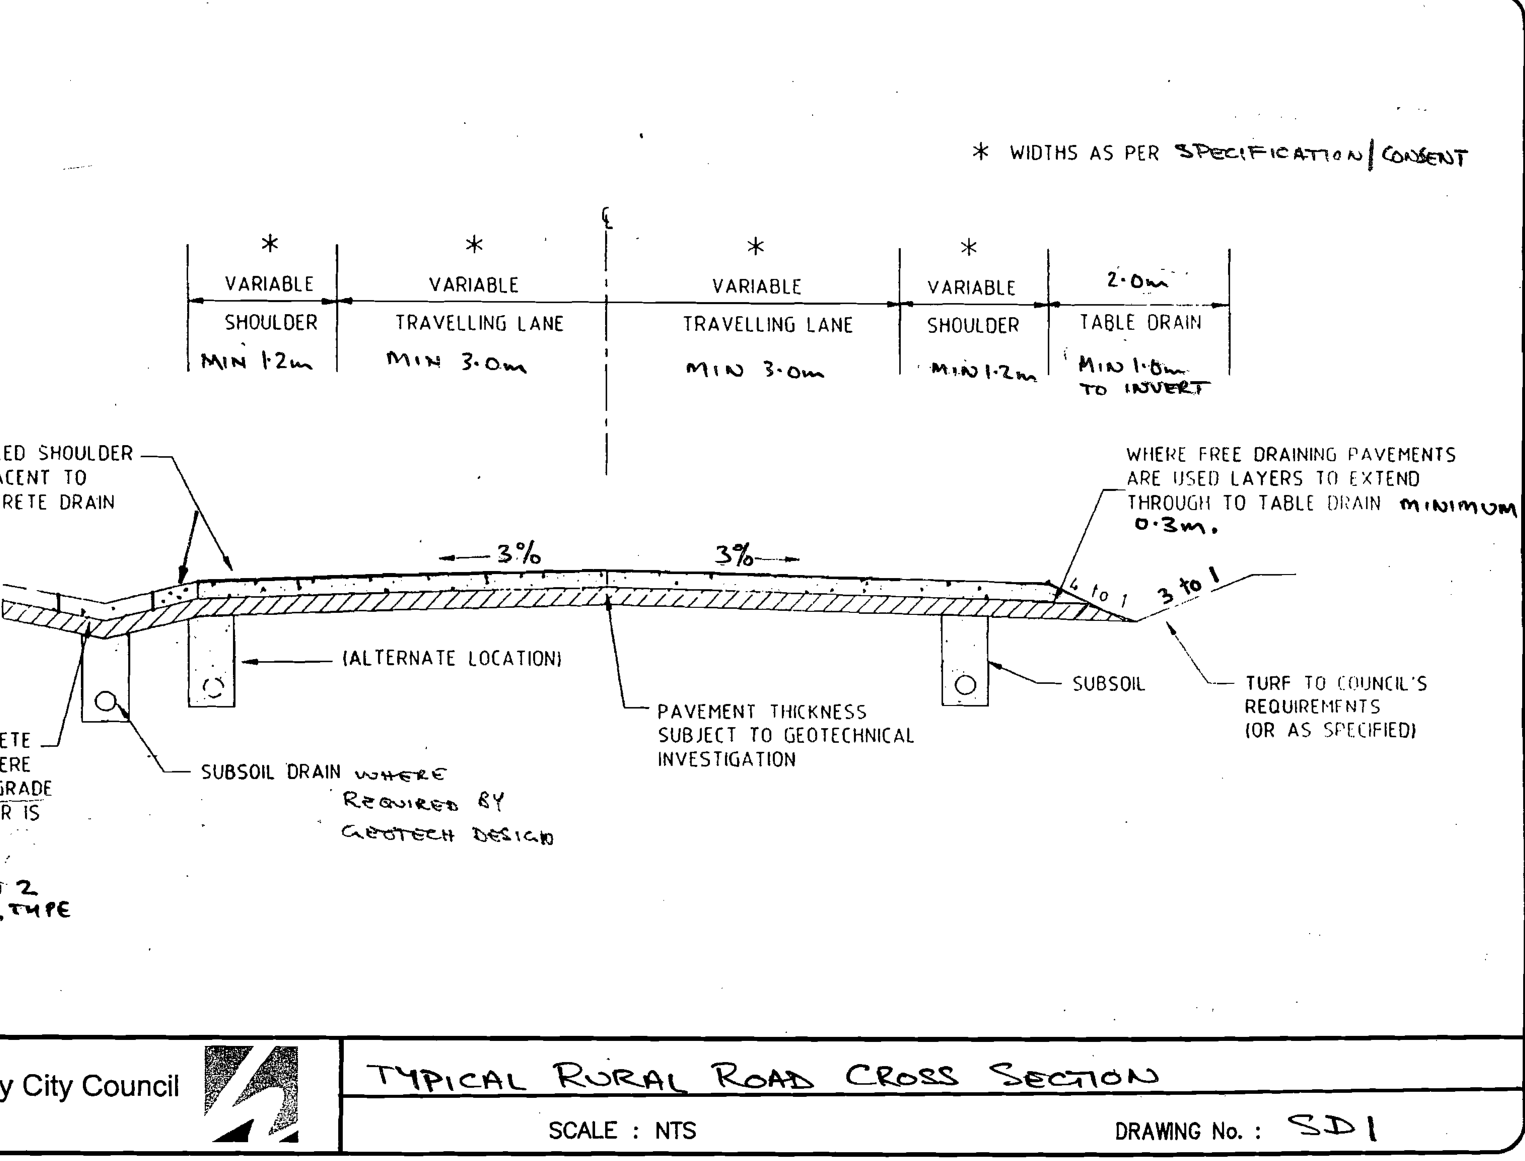 * WIDTHS AS PER SPECIFICATION/CONSENT
℄
* * * *
VARIABLE VARIABLE VARIABLE VARIABLE 2.0m
SHOULDER TRAVELLING LANE TRAVELLING LANE SHOULDER TABLE DRAIN
MIN 1.2m MIN 3.0m MIN 3.0m MIN 1.2m MIN 1.0m
TO INVERT
LED SHOULDER
ACENT TO
CRETE DRAIN
WHERE FREE DRAINING PAVEMENTS
ARE USED LAYERS TO EXTEND
THROUGH TO TABLE DRAIN MINIMUM
0.3m.
3% 3%
4 to 1
3 to 1
(ALTERNATE LOCATION)
SUBSOIL
TURF TO COUNCIL'S
REQUIREMENTS
(OR AS SPECIFIED)
PAVEMENT THICKNESS
SUBJECT TO GEOTECHNICAL
INVESTIGATION
ETE
ERE
GRADE
R IS
SUBSOIL DRAIN WHERE
REQUIRED BY
GEOTECH DESIGN
2
TYPE
y City Council
TYPICAL RURAL ROAD CROSS SECTION
SCALE : NTS
DRAWING No. : SD1